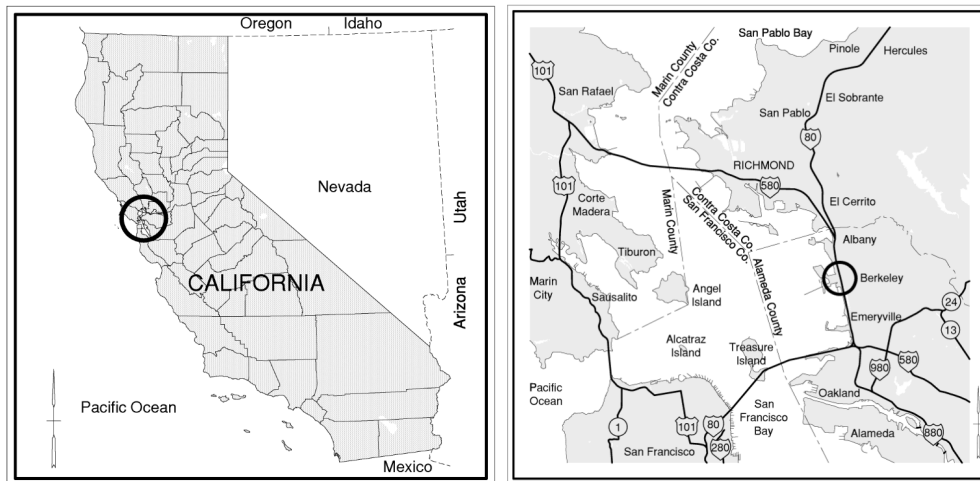 Oregon
Idaho
Nevada
Utah
CALIFORNIA
Arizona
Pacific Ocean
Mexico
San Pablo Bay
Pinole
Hercules
Marin County
Contra Costa Co.
101
San Rafael
El Sobrante
San Pablo
80
RICHMOND
580
101
Corte
Madera
Marin County
Contra Costa Co.
San Francisco Co.
El Cerrito
Albany
Tiburon
Alameda County
Berkeley
Marin
City
Sausalito
Angel
Island
24
Emeryville
13
Alcatraz
Island
Treasure
Island
580
980
Pacific
Ocean
Oakland
San
Francisco
Bay
1
101
80
280
Alameda
880
San Francisco